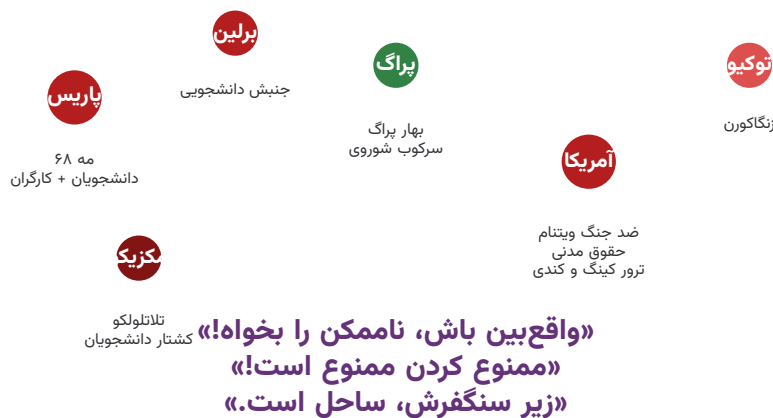 برلین
جنبش دانشجویی
پراگ
بهار پراگ
سرکوب شوروی
توکیو
زنگاکورن
پاریس
مه ۶۸
دانشجویان + کارگران
آمریکا
ضد جنگ ویتنام
حقوق مدنی
ترور کینگ و کندی
مکزیک
تلاتلولکو
کشتار دانشجویان
«واقع‌بین باش، ناممکن را بخواه!»
«ممنوع کردن ممنوع است!»
«زیر سنگفرش، ساحل است.»